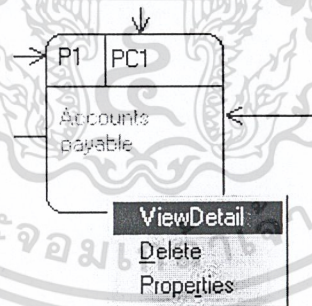 P1 PC1
Accounts
payable
ViewDetail
Delete
Properties